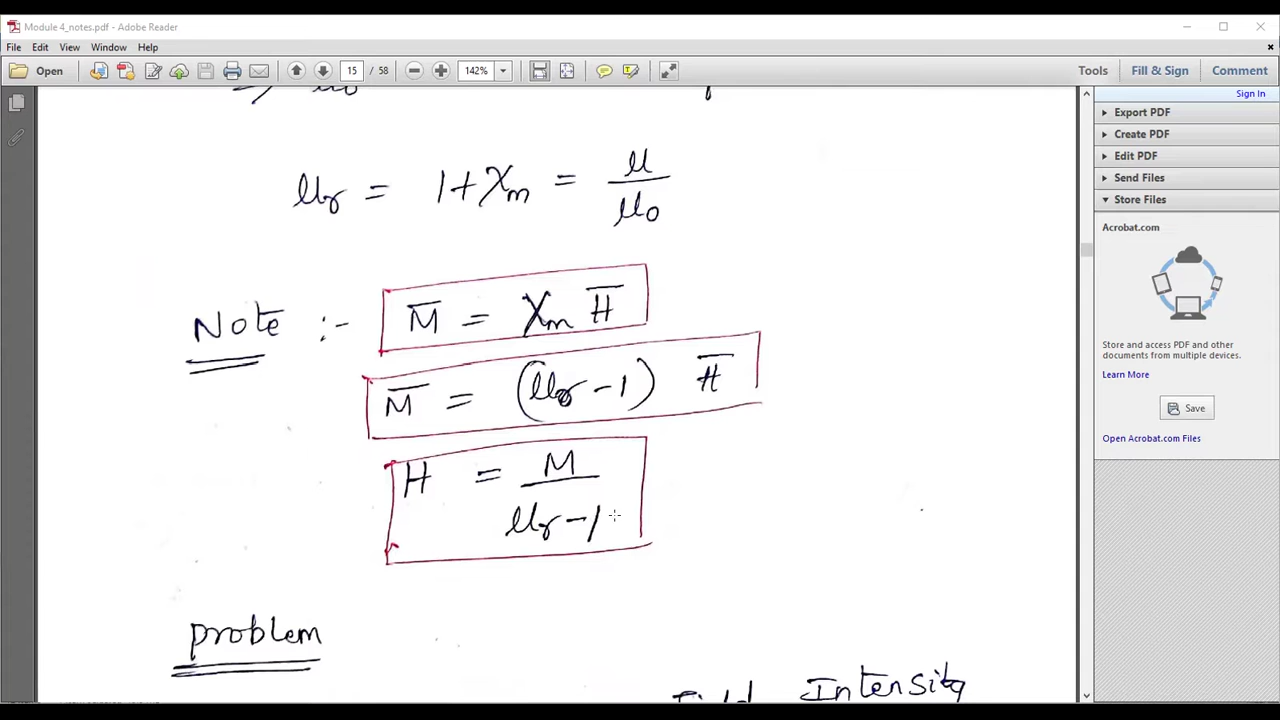 Module 4_notes.pdf - Adobe Reader
File Edit View Window Help
Open 15 / 58 142% Tools Fill & Sign Comment
Sign In
Export PDF
Create PDF
Edit PDF
Send Files
Store Files
Acrobat.com
Store and access PDF and other
documents from multiple devices.
Learn More
Save
Open Acrobat.com Files
μr = 1+χm = μ/μ0
Note :- M̅ = χm H̅
M̅ = (μr -1) H̅
H = M/(μr -1)
problem
Intensity